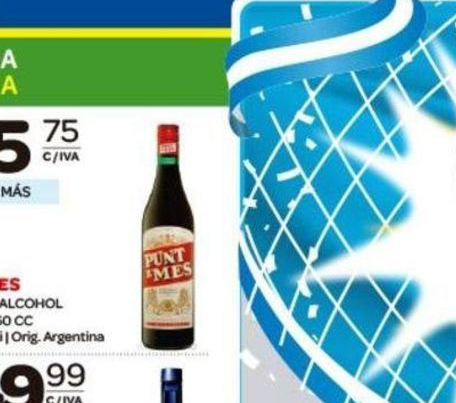 A
A
5 75
C/IVA
MÁS
PUNT
E MES
ES
ALCOHOL
50 CC
i | Orig. Argentina
9 99
C/IVA